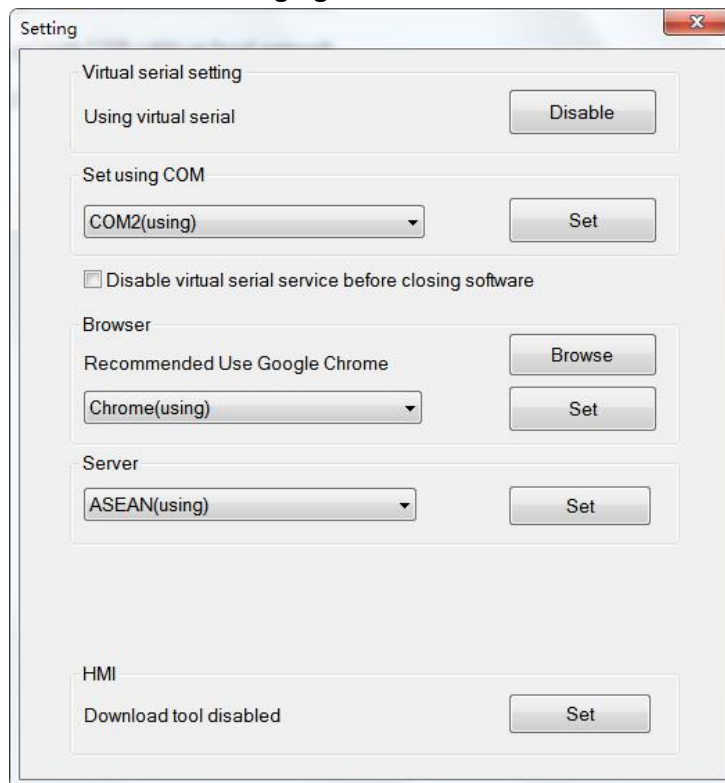 Setting
Virtual serial setting
Using virtual serial
Disable
Set using COM
COM2(using)
Set
Disable virtual serial service before closing software
Browser
Recommended Use Google Chrome
Browse
Chrome(using)
Set
Server
ASEAN(using)
Set
HMI
Download tool disabled
Set